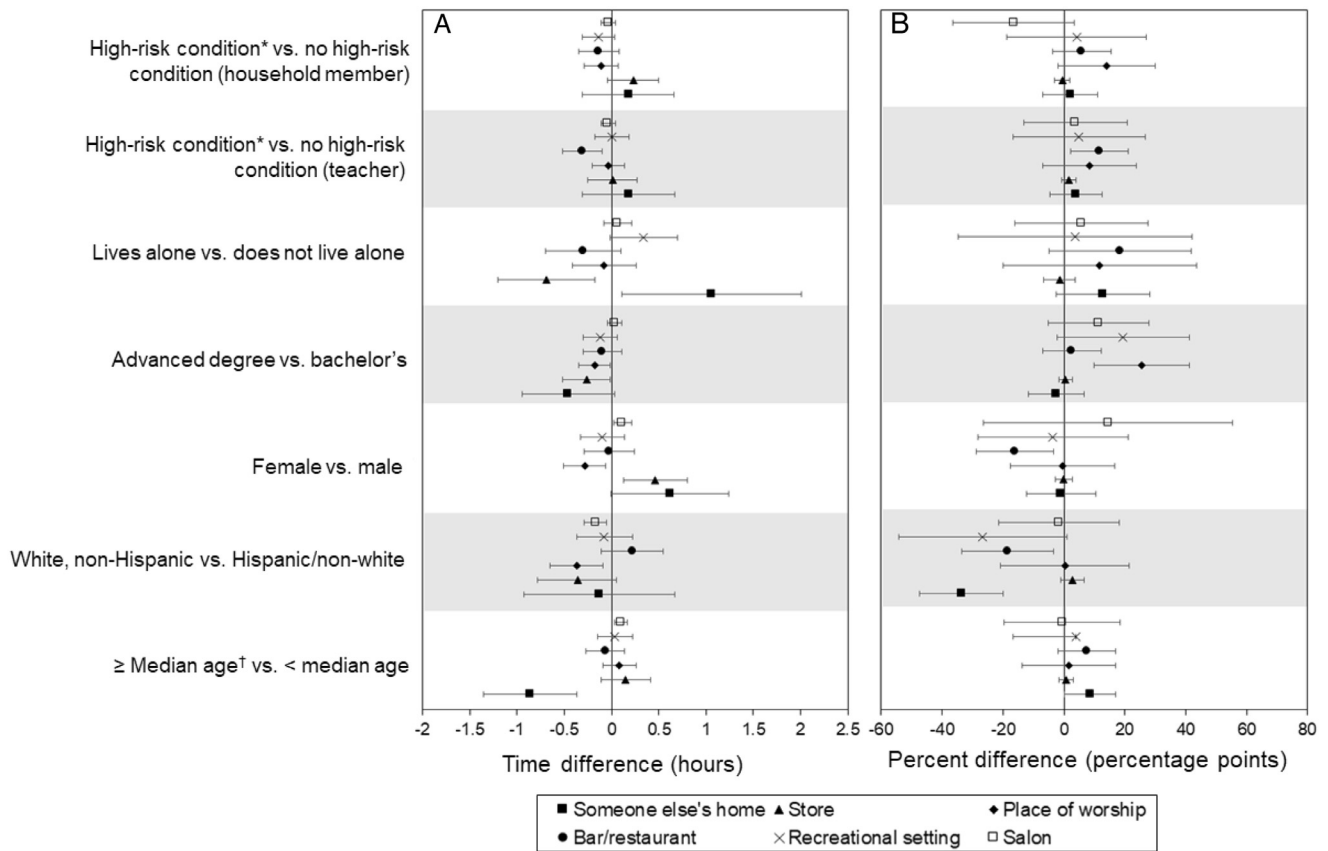 A
B
High-risk condition* vs. no high-risk
condition (household member)
High-risk condition* vs. no high-risk
condition (teacher)
Lives alone vs. does not live alone
Advanced degree vs. bachelor's
Female vs. male
White, non-Hispanic vs. Hispanic/non-white
≥ Median age† vs. < median age
-2 -1.5 -1 -0.5 0 0.5 1 1.5 2 2.5
-60 -40 -20 0 20 40 60 80
Time difference (hours)
Percent difference (percentage points)
Someone else's home Store Place of worship
Bar/restaurant Recreational setting Salon